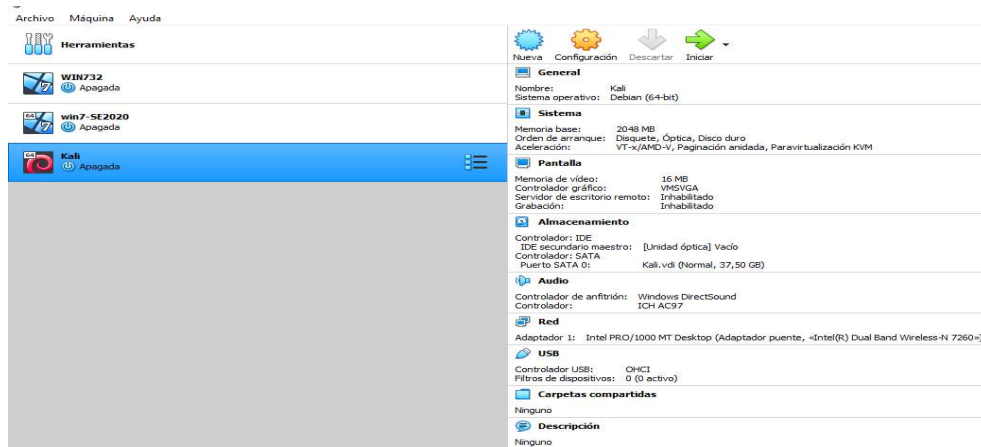 Archivo Máquina Ayuda
Herramientas
WIN732
Apagada
win7-SE2020
Apagada
Kali
Apagada
Nueva Configuración Descartar Iniciar
General
Nombre: Kali
Sistema operativo: Debian (64-bit)
Sistema
Memoria base: 2048 MB
Orden de arranque: Disquete, Óptica, Disco duro
Aceleración: VT-x/AMD-V, Paginación anidada, Paravirtualización KVM
Pantalla
Memoria de vídeo: 16 MB
Controlador gráfico: VMSVGA
Servidor de escritorio remoto: Inhabilitado
Grabación: Inhabilitado
Almacenamiento
Controlador: IDE
IDE secundario maestro: [Unidad óptica] Vacío
Controlador: SATA
Puerto SATA 0: Kali.vdi (Normal, 37,50 GB)
Audio
Controlador de anfitrión: Windows DirectSound
Controlador: ICH AC97
Red
Adaptador 1: Intel PRO/1000 MT Desktop (Adaptador puente, «Intel(R) Dual Band Wireless-N 7260»)
USB
Controlador USB: OHCI
Filtros de dispositivos: 0 (0 activo)
Carpetas compartidas
Ninguno
Descripción
Ninguno